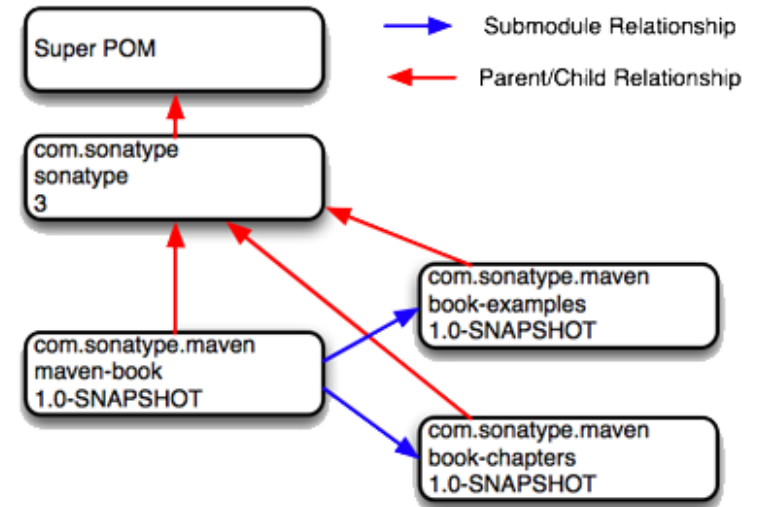 Super POM
Submodule Relationship
Parent/Child Relationship
com.sonatype
sonatype
3
com.sonatype.maven
book-examples
1.0-SNAPSHOT
com.sonatype.maven
maven-book
1.0-SNAPSHOT
com.sonatype.maven
book-chapters
1.0-SNAPSHOT